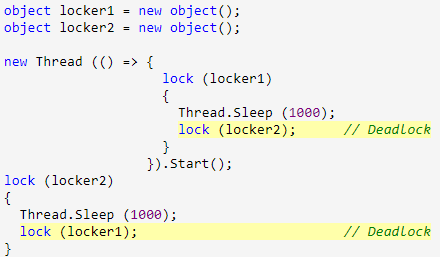 object locker1 = new object();
object locker2 = new object();
new Thread (() => {
lock (locker1)
{
Thread.Sleep (1000);
lock (locker2); // Deadlock
}
}).Start();
lock (locker2)
{
Thread.Sleep (1000);
lock (locker1); // Deadlock
}